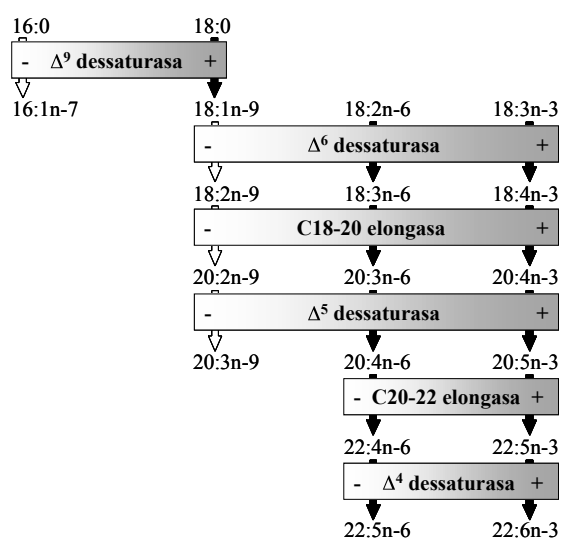 16:0 18:0
- Δ⁹ dessaturasa +
16:1n-7 18:1n-9 18:2n-6 18:3n-3
- Δ⁶ dessaturasa +
18:2n-9 18:3n-6 18:4n-3
- C18-20 elongasa +
20:2n-9 20:3n-6 20:4n-3
- Δ⁵ dessaturasa +
20:3n-9 20:4n-6 20:5n-3
- C20-22 elongasa +
22:4n-6 22:5n-3
- Δ⁴ dessaturasa +
22:5n-6 22:6n-3